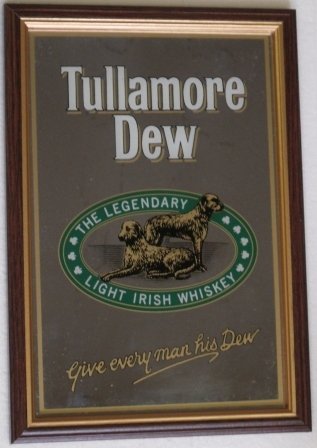 Tullamore
Dew
THE LEGENDARY
LIGHT IRISH WHISKEY
Give every man his Dew